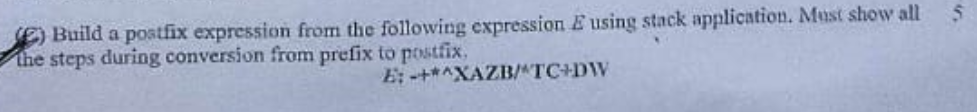 (C) Build a postfix expression from the following expression E using stack application. Must show all 5
the steps during conversion from prefix to postfix.
E: -+*^XAZB/*TC+DW